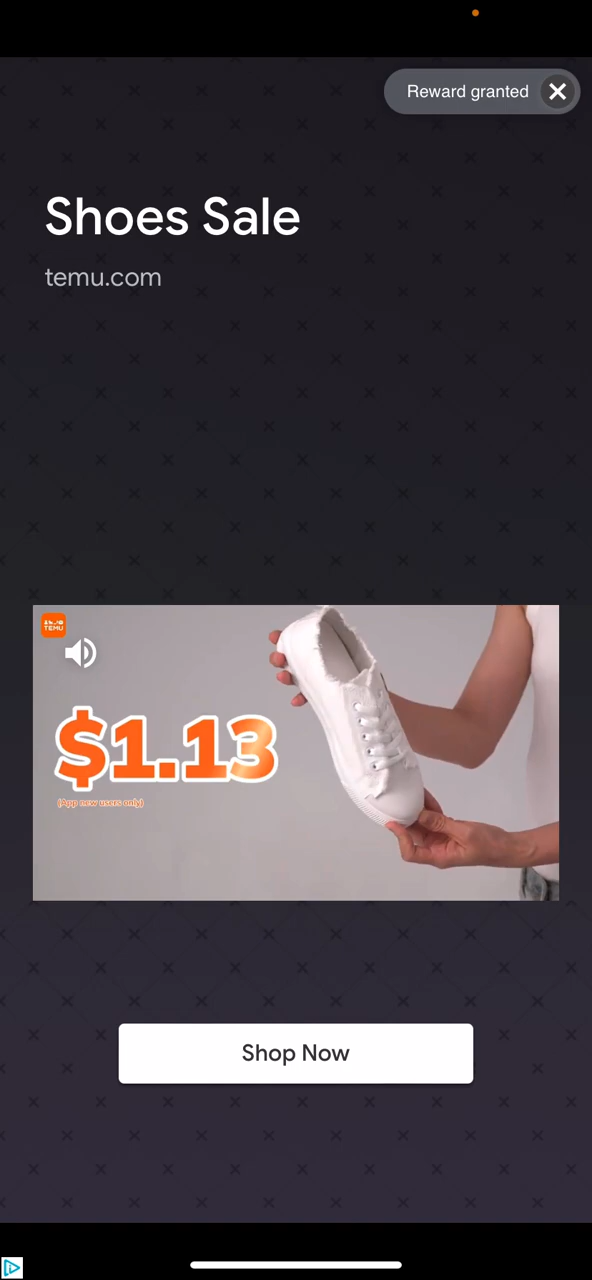 Reward granted
Shoes Sale
temu.com
TEMU
$1.13
(App new users only)
Shop Now